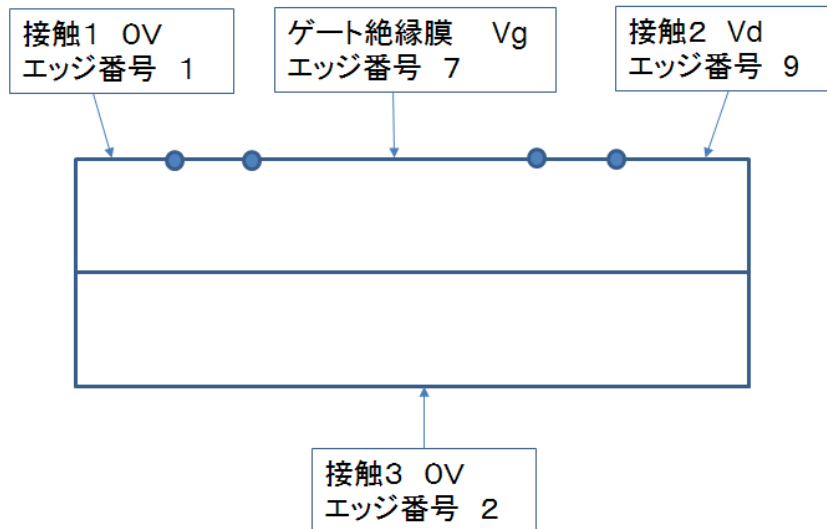 接触1 0V
エッジ番号 1
ゲート絶縁膜 Vg
エッジ番号 7
接触2 Vd
エッジ番号 9
接触3 0V
エッジ番号 2